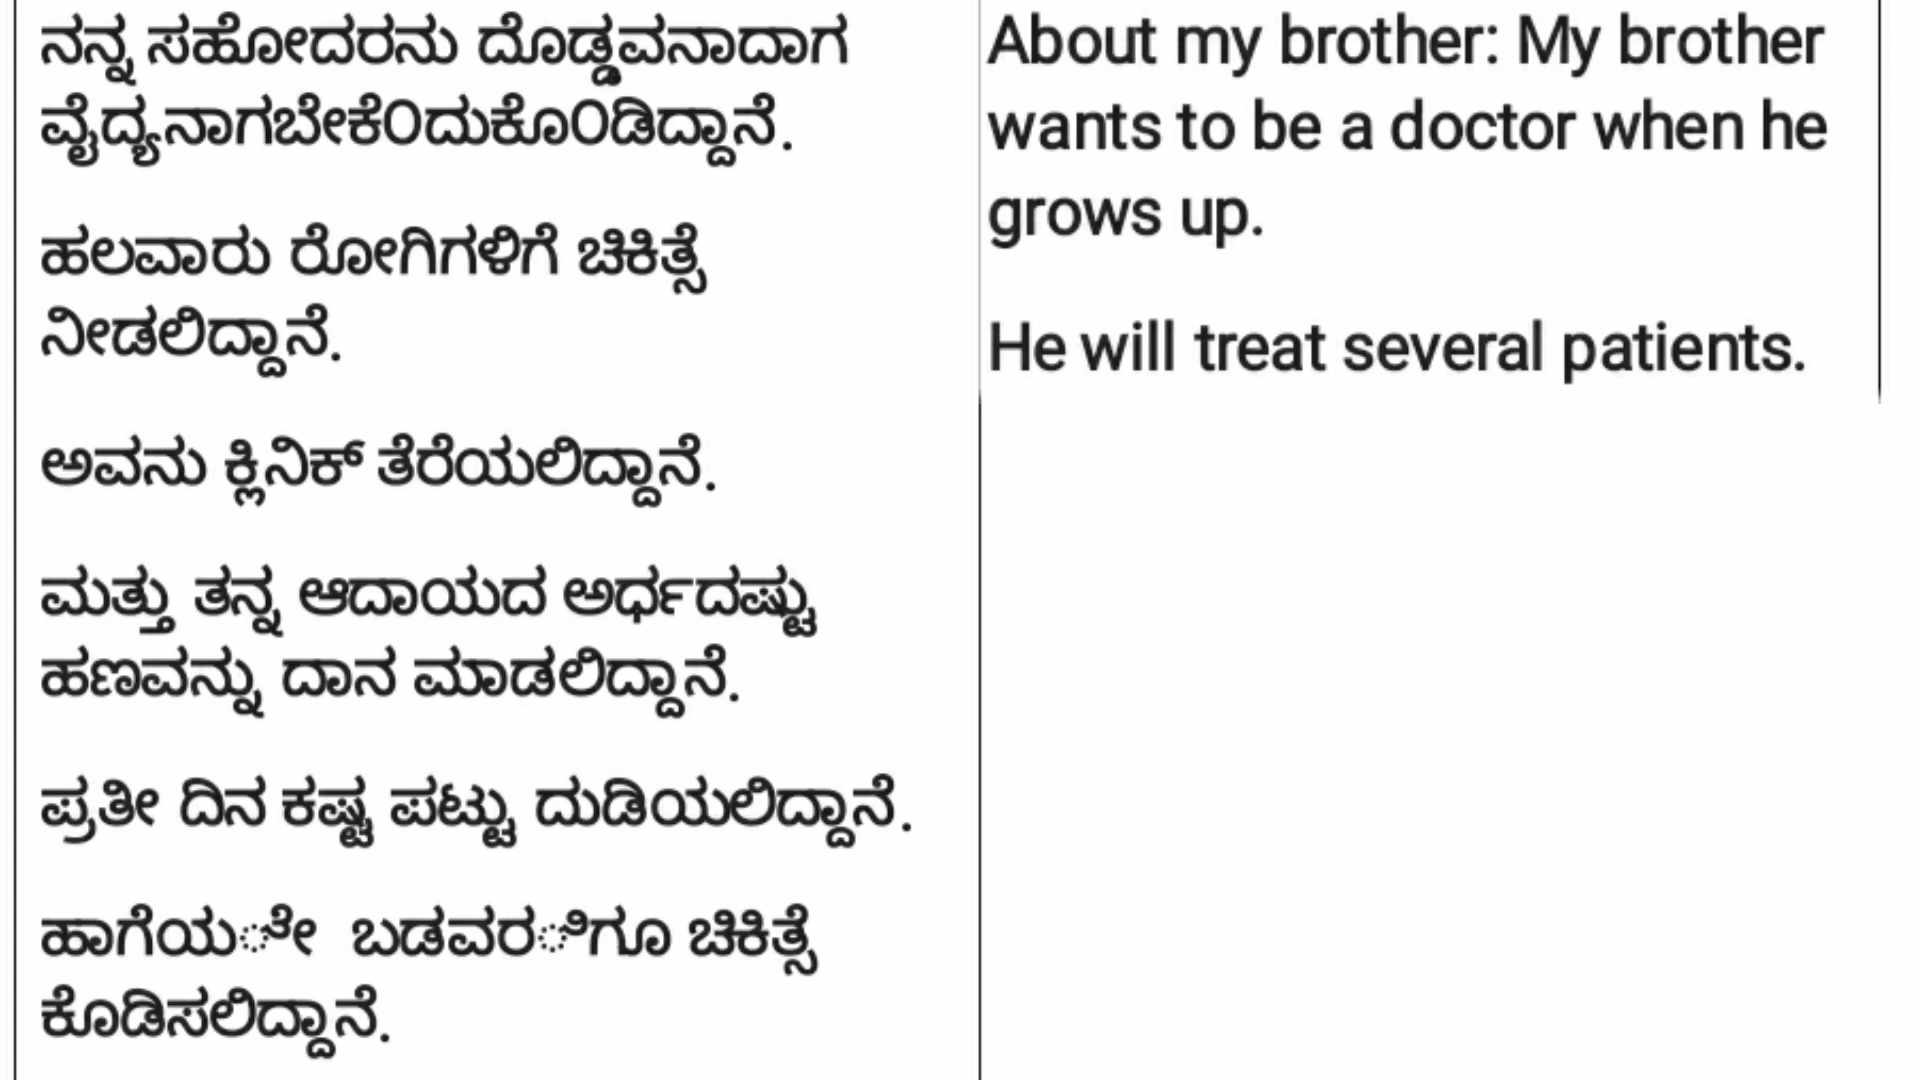 ನನ್ನ ಸಹೋದರನು ದೊಡ್ಡವನಾದಾಗ
ವೈದ್ಯನಾಗಬೇಕೆ೦ದುಕೊ೦ಡಿದ್ದಾನೆ.
ಹಲವಾರು ರೋಗಿಗಳಿಗೆ ಚಿಕಿತ್ಸೆ
ನೀಡಲಿದ್ದಾನೆ.
ಅವನು ಕ್ಲಿನಿಕ್ ತೆರೆಯಲಿದ್ದಾನೆ.
ಮತ್ತು ತನ್ನ ಆದಾಯದ ಅರ್ಧದಷ್ಟು
ಹಣವನ್ನು ದಾನ ಮಾಡಲಿದ್ದಾನೆ.
ಪ್ರತೀ ದಿನ ಕಷ್ಟ ಪಟ್ಟು ದುಡಿಯಲಿದ್ದಾನೆ.
ಹಾಗೆಯ◌ೇ ಬಡವರ◌ಿಗೂ ಚಿಕಿತ್ಸೆ
ಕೊಡಿಸಲಿದ್ದಾನೆ.
About my brother: My brother
wants to be a doctor when he
grows up.
He will treat several patients.